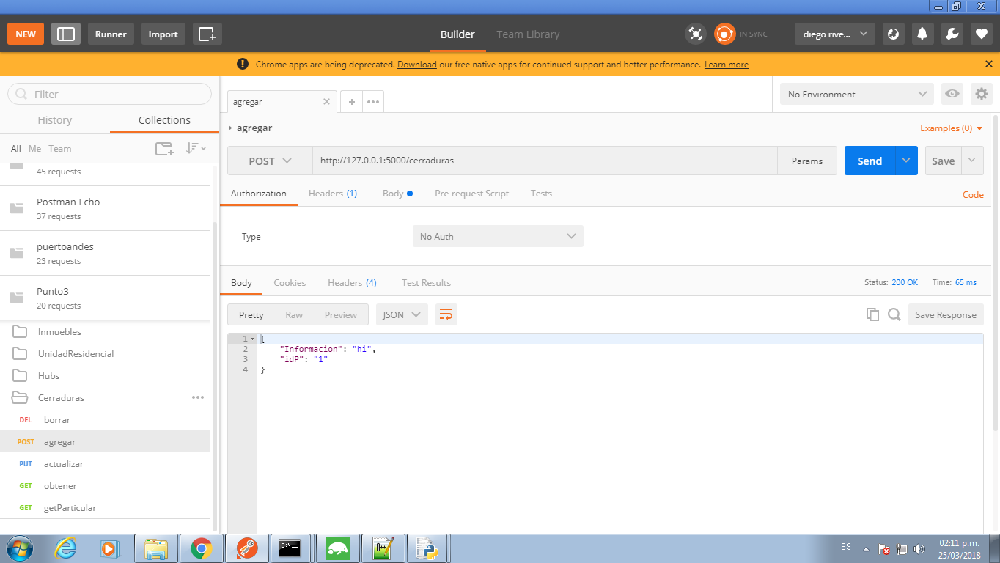 NEW
Runner
Import
Builder
Team Library
IN SYNC
diego rive...
Chrome apps are being deprecated. Download our free native apps for continued support and better performance. Learn more
Filter
History
Collections
All Me Team
45 requests
Postman Echo
37 requests
puertoandes
23 requests
Punto3
20 requests
Inmuebles
UnidadResidencial
Hubs
Cerraduras
DEL borrar
POST agregar
PUT actualizar
GET obtener
GET getParticular
agregar
No Environment
agregar
Examples (0)
POST
http://127.0.0.1:5000/cerraduras
Params
Send
Save
Authorization
Headers (1)
Body
Pre-request Script
Tests
Code
Type
No Auth
Body
Cookies
Headers (4)
Test Results
Status: 200 OK
Time: 65 ms
Pretty
Raw
Preview
JSON
Save Response
1 {
2 "Informacion": "hi",
3 "idP": "1"
4 }
C:\.
ES
02:11 p.m.
25/03/2018